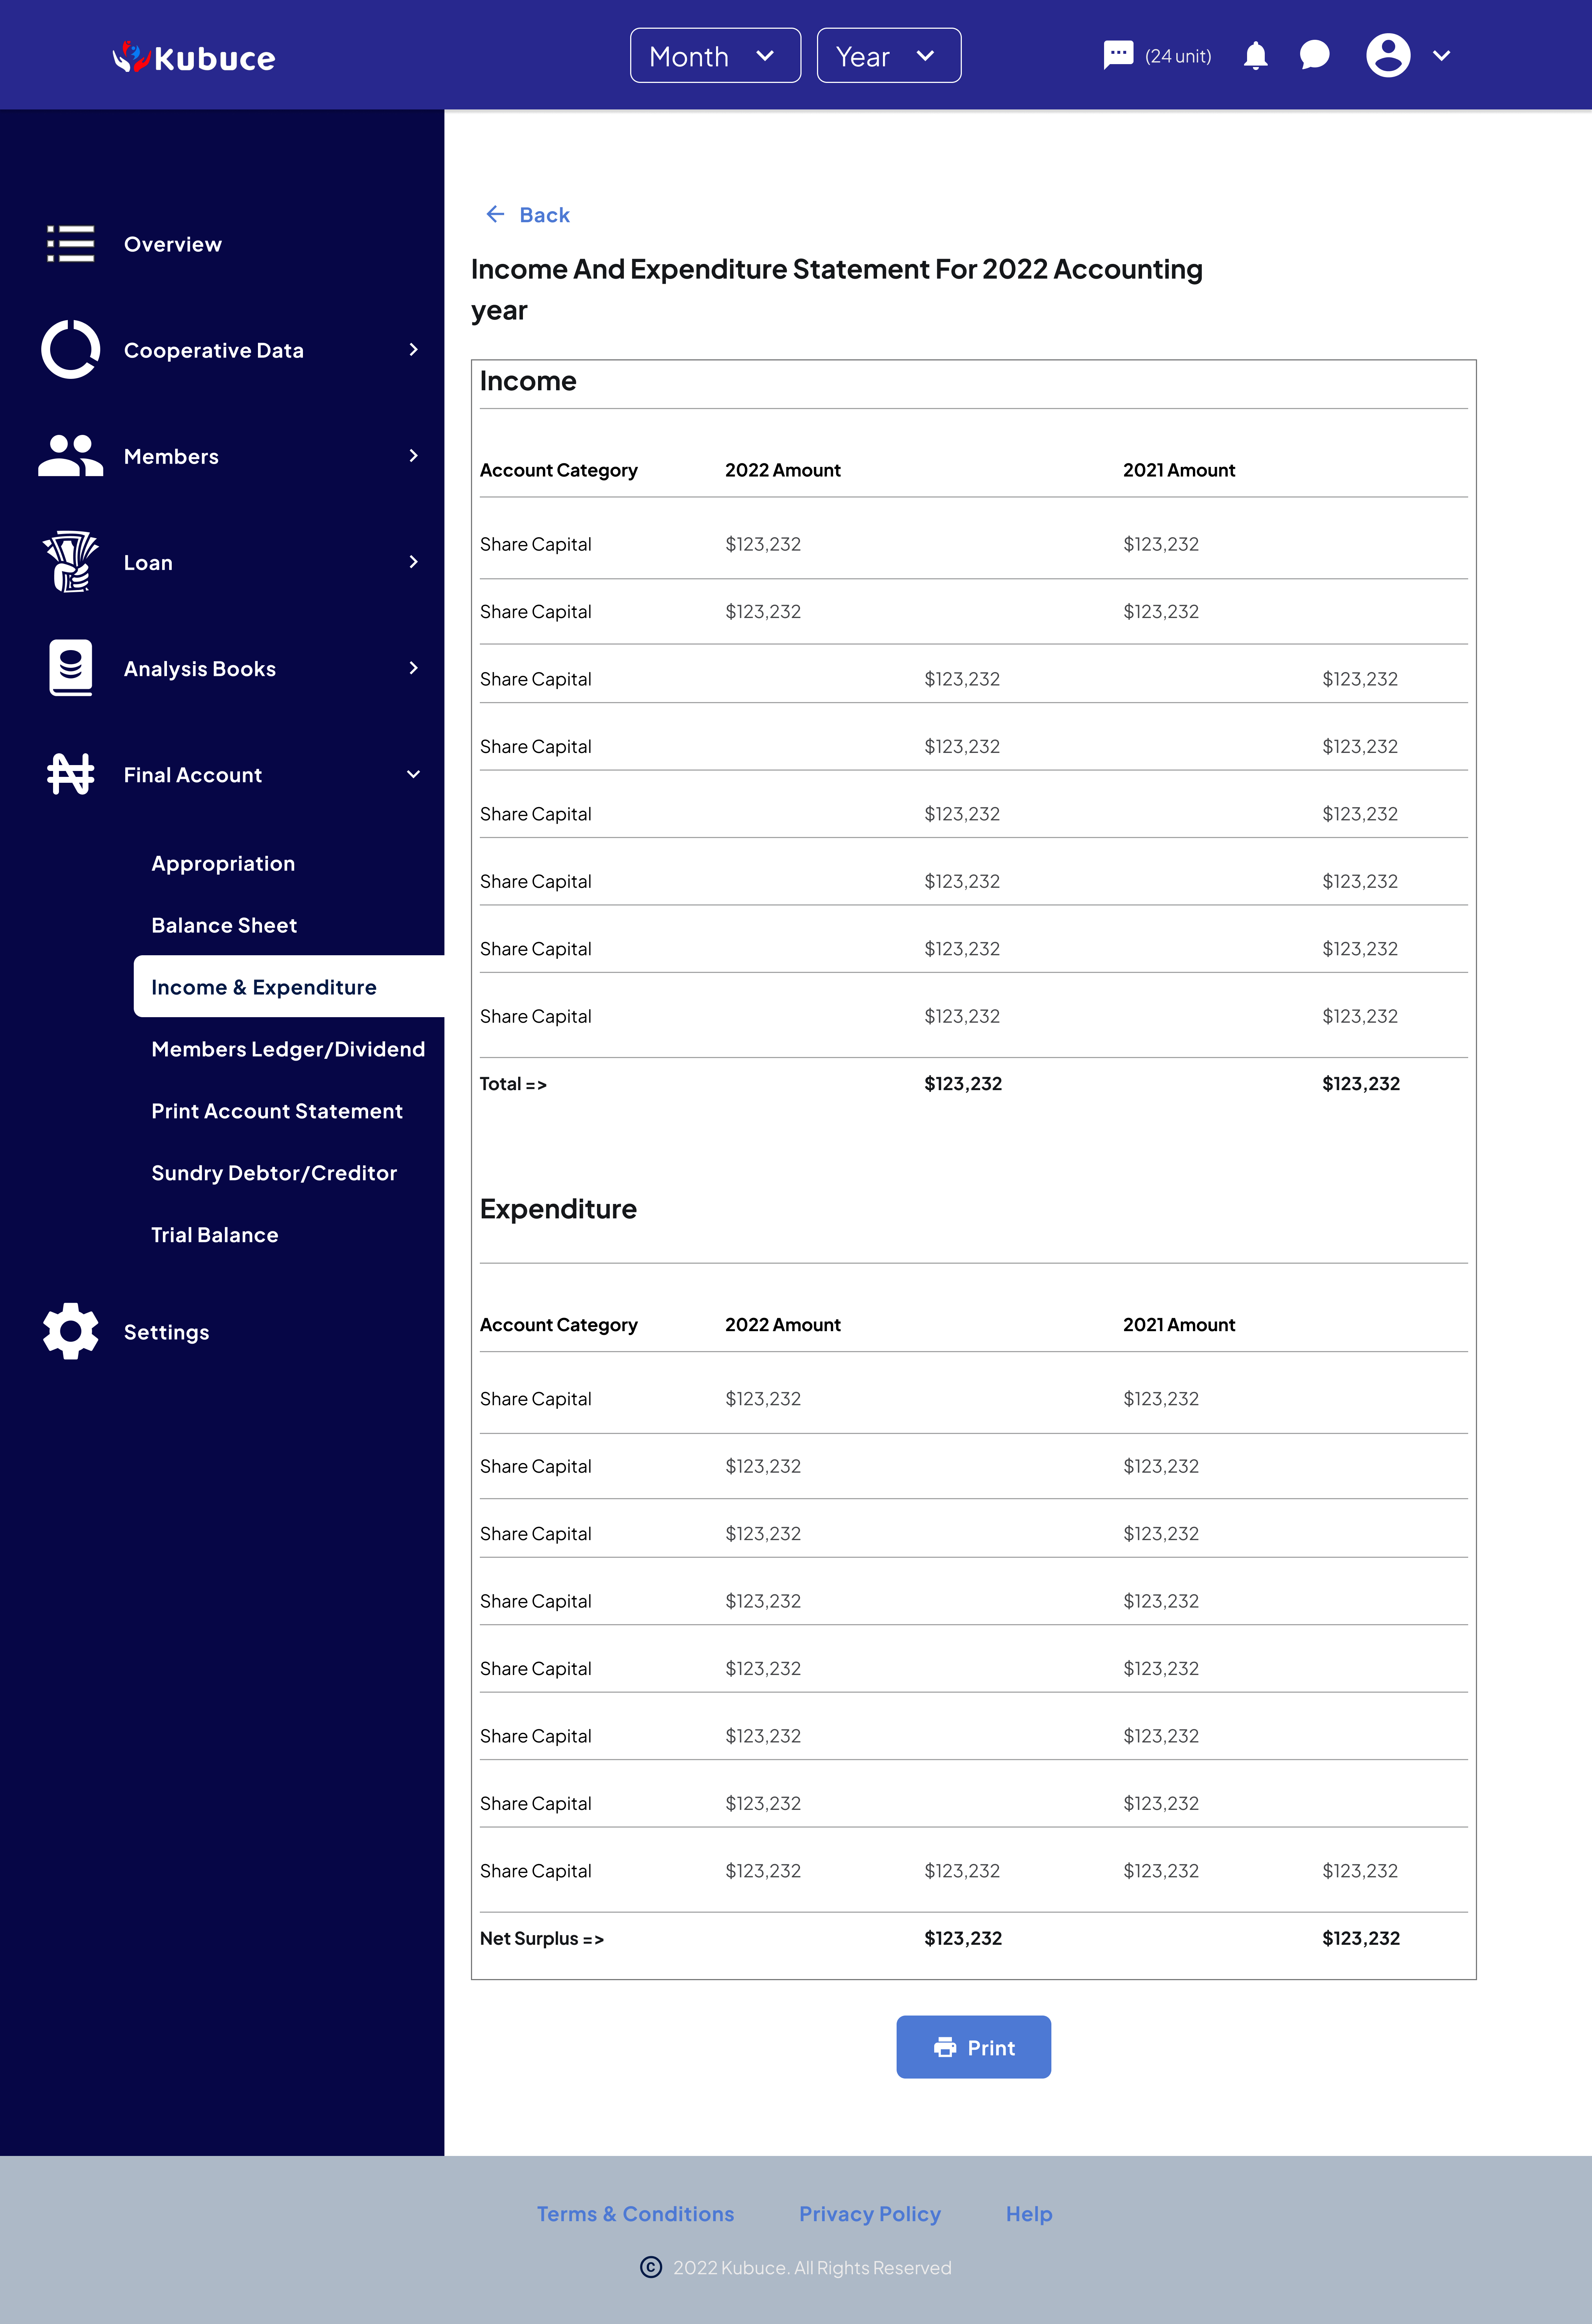 Kubuce
Month
Year
(24 unit)
Overview
Cooperative Data
Members
Loan
Analysis Books
Final Account
Appropriation
Balance Sheet
Income & Expenditure
Members Ledger/Dividend
Print Account Statement
Sundry Debtor/Creditor
Trial Balance
Settings
Back
Income And Expenditure Statement For 2022 Accounting
year
Income
Account Category 2022 Amount 2021 Amount
Share Capital $123,232 $123,232
Share Capital $123,232 $123,232
Share Capital $123,232 $123,232
Share Capital $123,232 $123,232
Share Capital $123,232 $123,232
Share Capital $123,232 $123,232
Share Capital $123,232 $123,232
Share Capital $123,232 $123,232
Total => $123,232 $123,232
Expenditure
Account Category 2022 Amount 2021 Amount
Share Capital $123,232 $123,232
Share Capital $123,232 $123,232
Share Capital $123,232 $123,232
Share Capital $123,232 $123,232
Share Capital $123,232 $123,232
Share Capital $123,232 $123,232
Share Capital $123,232 $123,232
Share Capital $123,232 $123,232 $123,232 $123,232
Net Surplus => $123,232 $123,232
Print
Terms & Conditions Privacy Policy Help
© 2022 Kubuce. All Rights Reserved